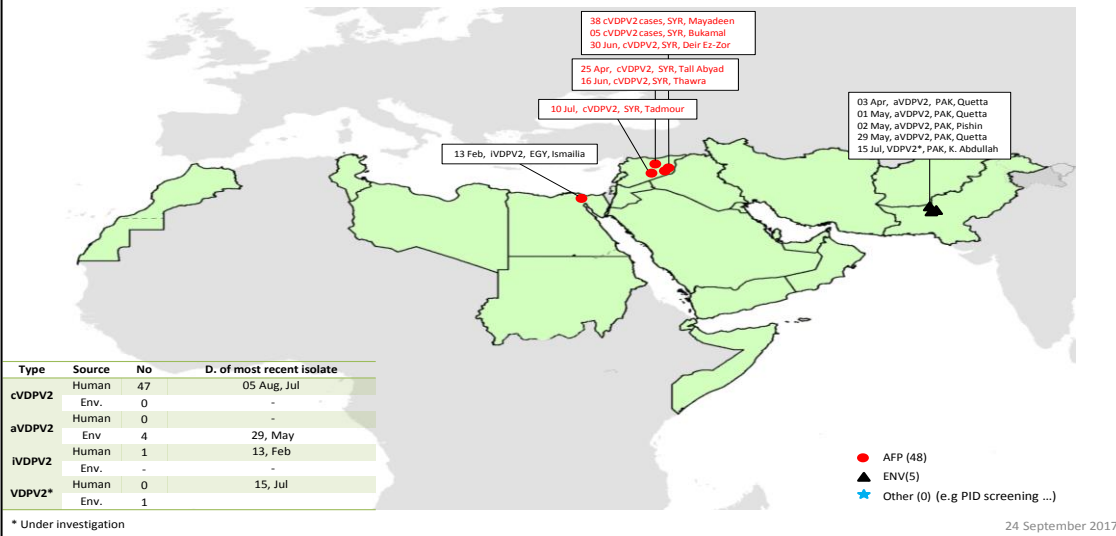 38 cVDPV2 cases, SYR, Mayadeen
05 cVDPV2 cases, SYR, Bukamal
30 Jun, cVDPV2, SYR, Deir Ez-Zor
25 Apr, cVDPV2, SYR, Tall Abyad
16 Jun, cVDPV2, SYR, Thawra
10 Jul, cVDPV2, SYR, Tadmour
13 Feb, iVDPV2, EGY, Ismailia
03 Apr, aVDPV2, PAK, Quetta
01 May, aVDPV2, PAK, Quetta
02 May, aVDPV2, PAK, Pishin
29 May, aVDPV2, PAK, Quetta
15 Jul, VDPV2*, PAK, K. Abdullah
Type Source No D. of most recent isolate
cVDPV2 Human 47 05 Aug, Jul
Env. 0 -
aVDPV2 Human 0 -
Env 4 29, May
iVDPV2 Human 1 13, Feb
Env. - -
VDPV2* Human 0 15, Jul
Env. 1
AFP (48)
ENV(5)
Other (0) (e.g PID screening ...)
* Under investigation
24 September 2017